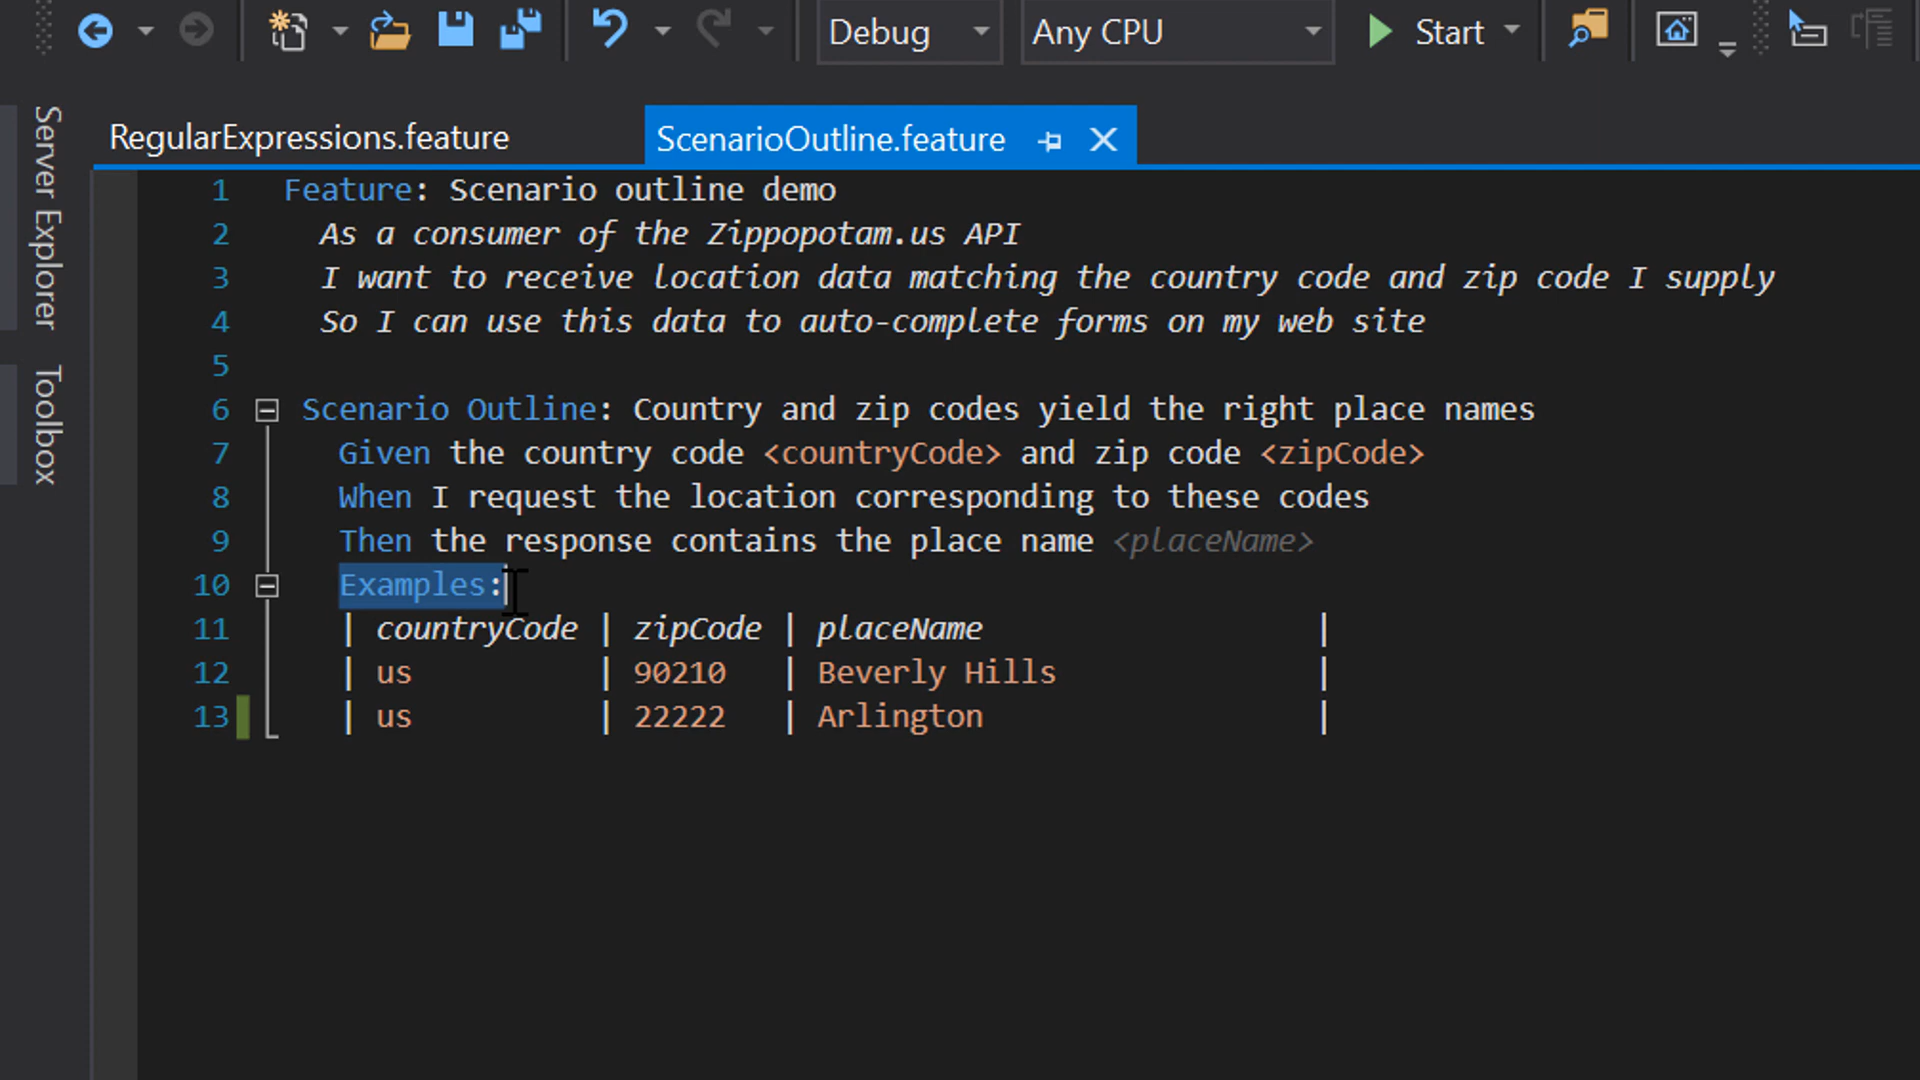 Debug Any CPU Start
Server Explorer
Toolbox
RegularExpressions.feature ScenarioOutline.feature
1 Feature: Scenario outline demo
2 As a consumer of the Zippopotam.us API
3 I want to receive location data matching the country code and zip code I supply
4 So I can use this data to auto-complete forms on my web site
5
6 Scenario Outline: Country and zip codes yield the right place names
7 Given the country code <countryCode> and zip code <zipCode>
8 When I request the location corresponding to these codes
9 Then the response contains the place name <placeName>
10 Examples:
11 | countryCode | zipCode | placeName |
12 | us | 90210 | Beverly Hills |
13 | us | 22222 | Arlington |